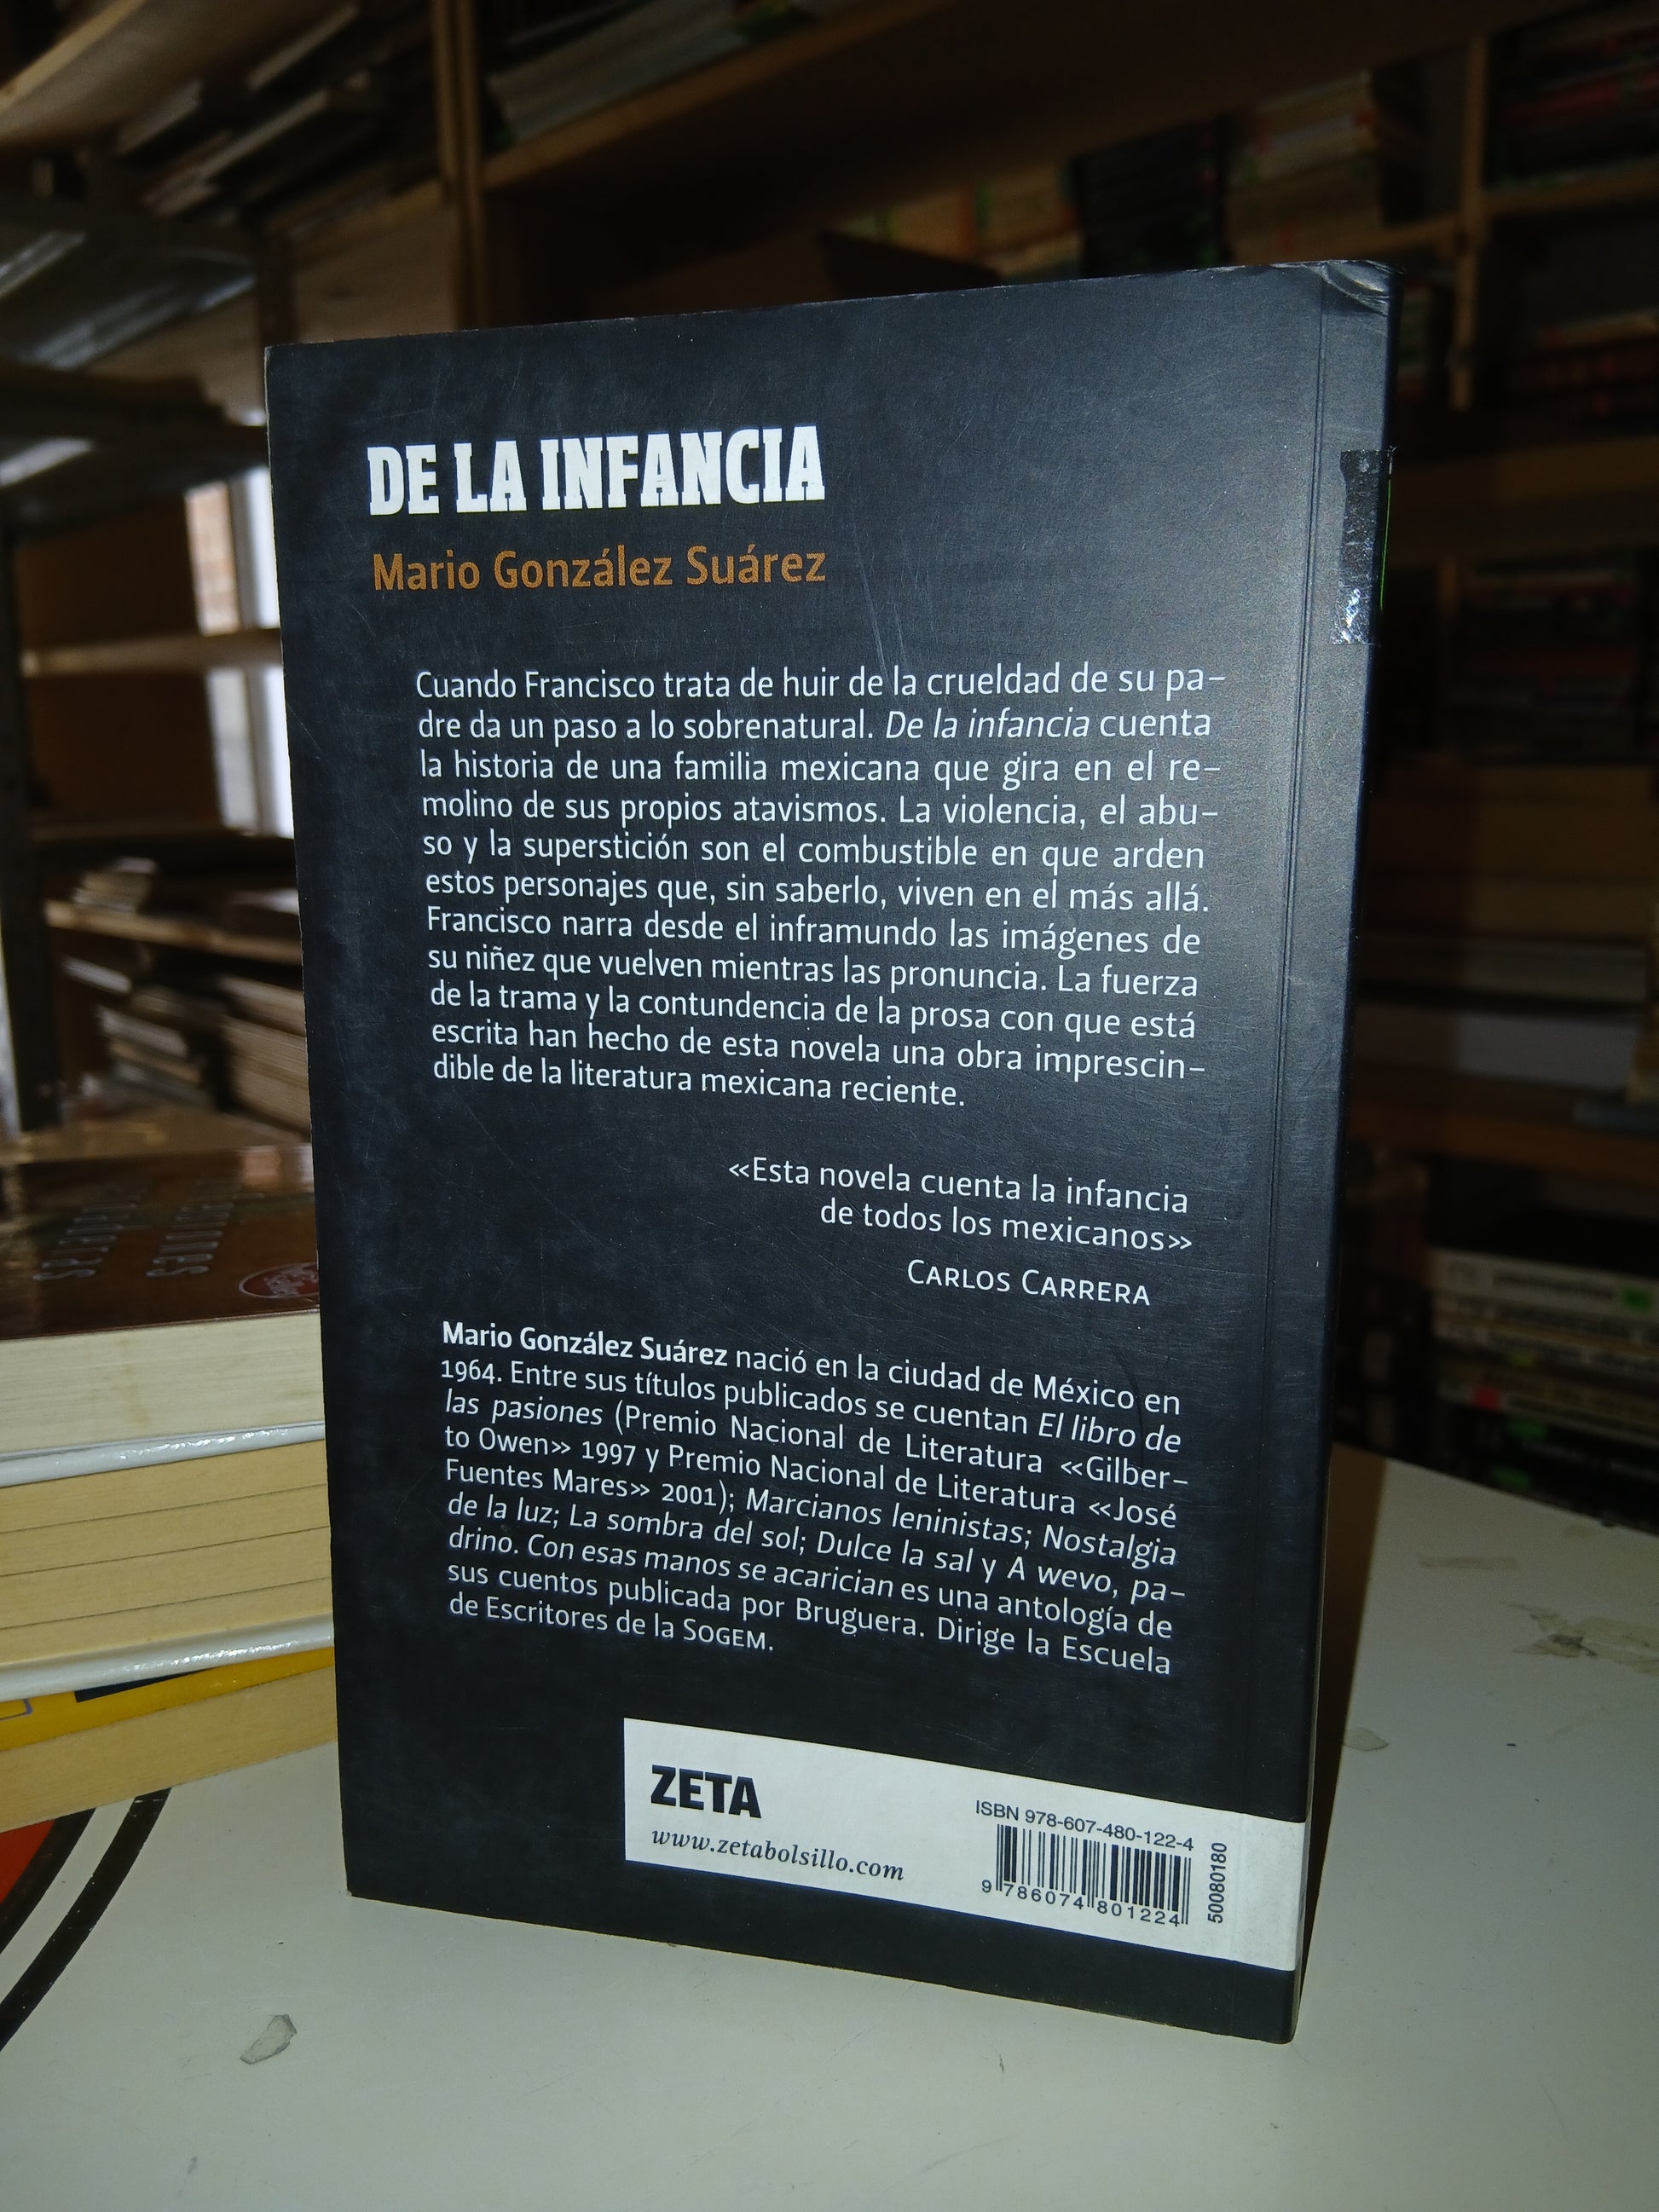 DE LA INFANCIA
Mario González Suárez
Cuando Francisco trata de huir de la crueldad de su pa-
dre da un paso a lo sobrenatural. De la infancia cuenta
la historia de una familia mexicana que gira en el re-
molino de sus propios atavismos. La violencia, el abu-
so y la superstición son el combustible en que arden
estos personajes que, sin saberlo, viven en el más allá.
Francisco narra desde el inframundo las imágenes de
su niñez que vuelven mientras las pronuncia. La fuerza
de la trama y la contundencia de la prosa con que está
escrita han hecho de esta novela una obra imprescin-
dible de la literatura mexicana reciente.
«Esta novela cuenta la infancia
de todos los mexicanos»
CARLOS CARRERA
Mario González Suárez nació en la ciudad de México en
1964. Entre sus títulos publicados se cuentan El libro de
las pasiones (Premio Nacional de Literatura «Gilber-
to Owen» 1997 y Premio Nacional de Literatura «José
Fuentes Mares» 2001); Marcianos leninistas; Nostalgia
de la luz; La sombra del sol; Dulce la sal y A wevo, pa-
drino. Con esas manos se acarician es una antología de
sus cuentos publicada por Bruguera. Dirige la Escuela
de Escritores de la SOGEM.
ZETA
www.zetabolsillo.com
ISBN 978-607-480-122-4
9 786074 801224
50080180